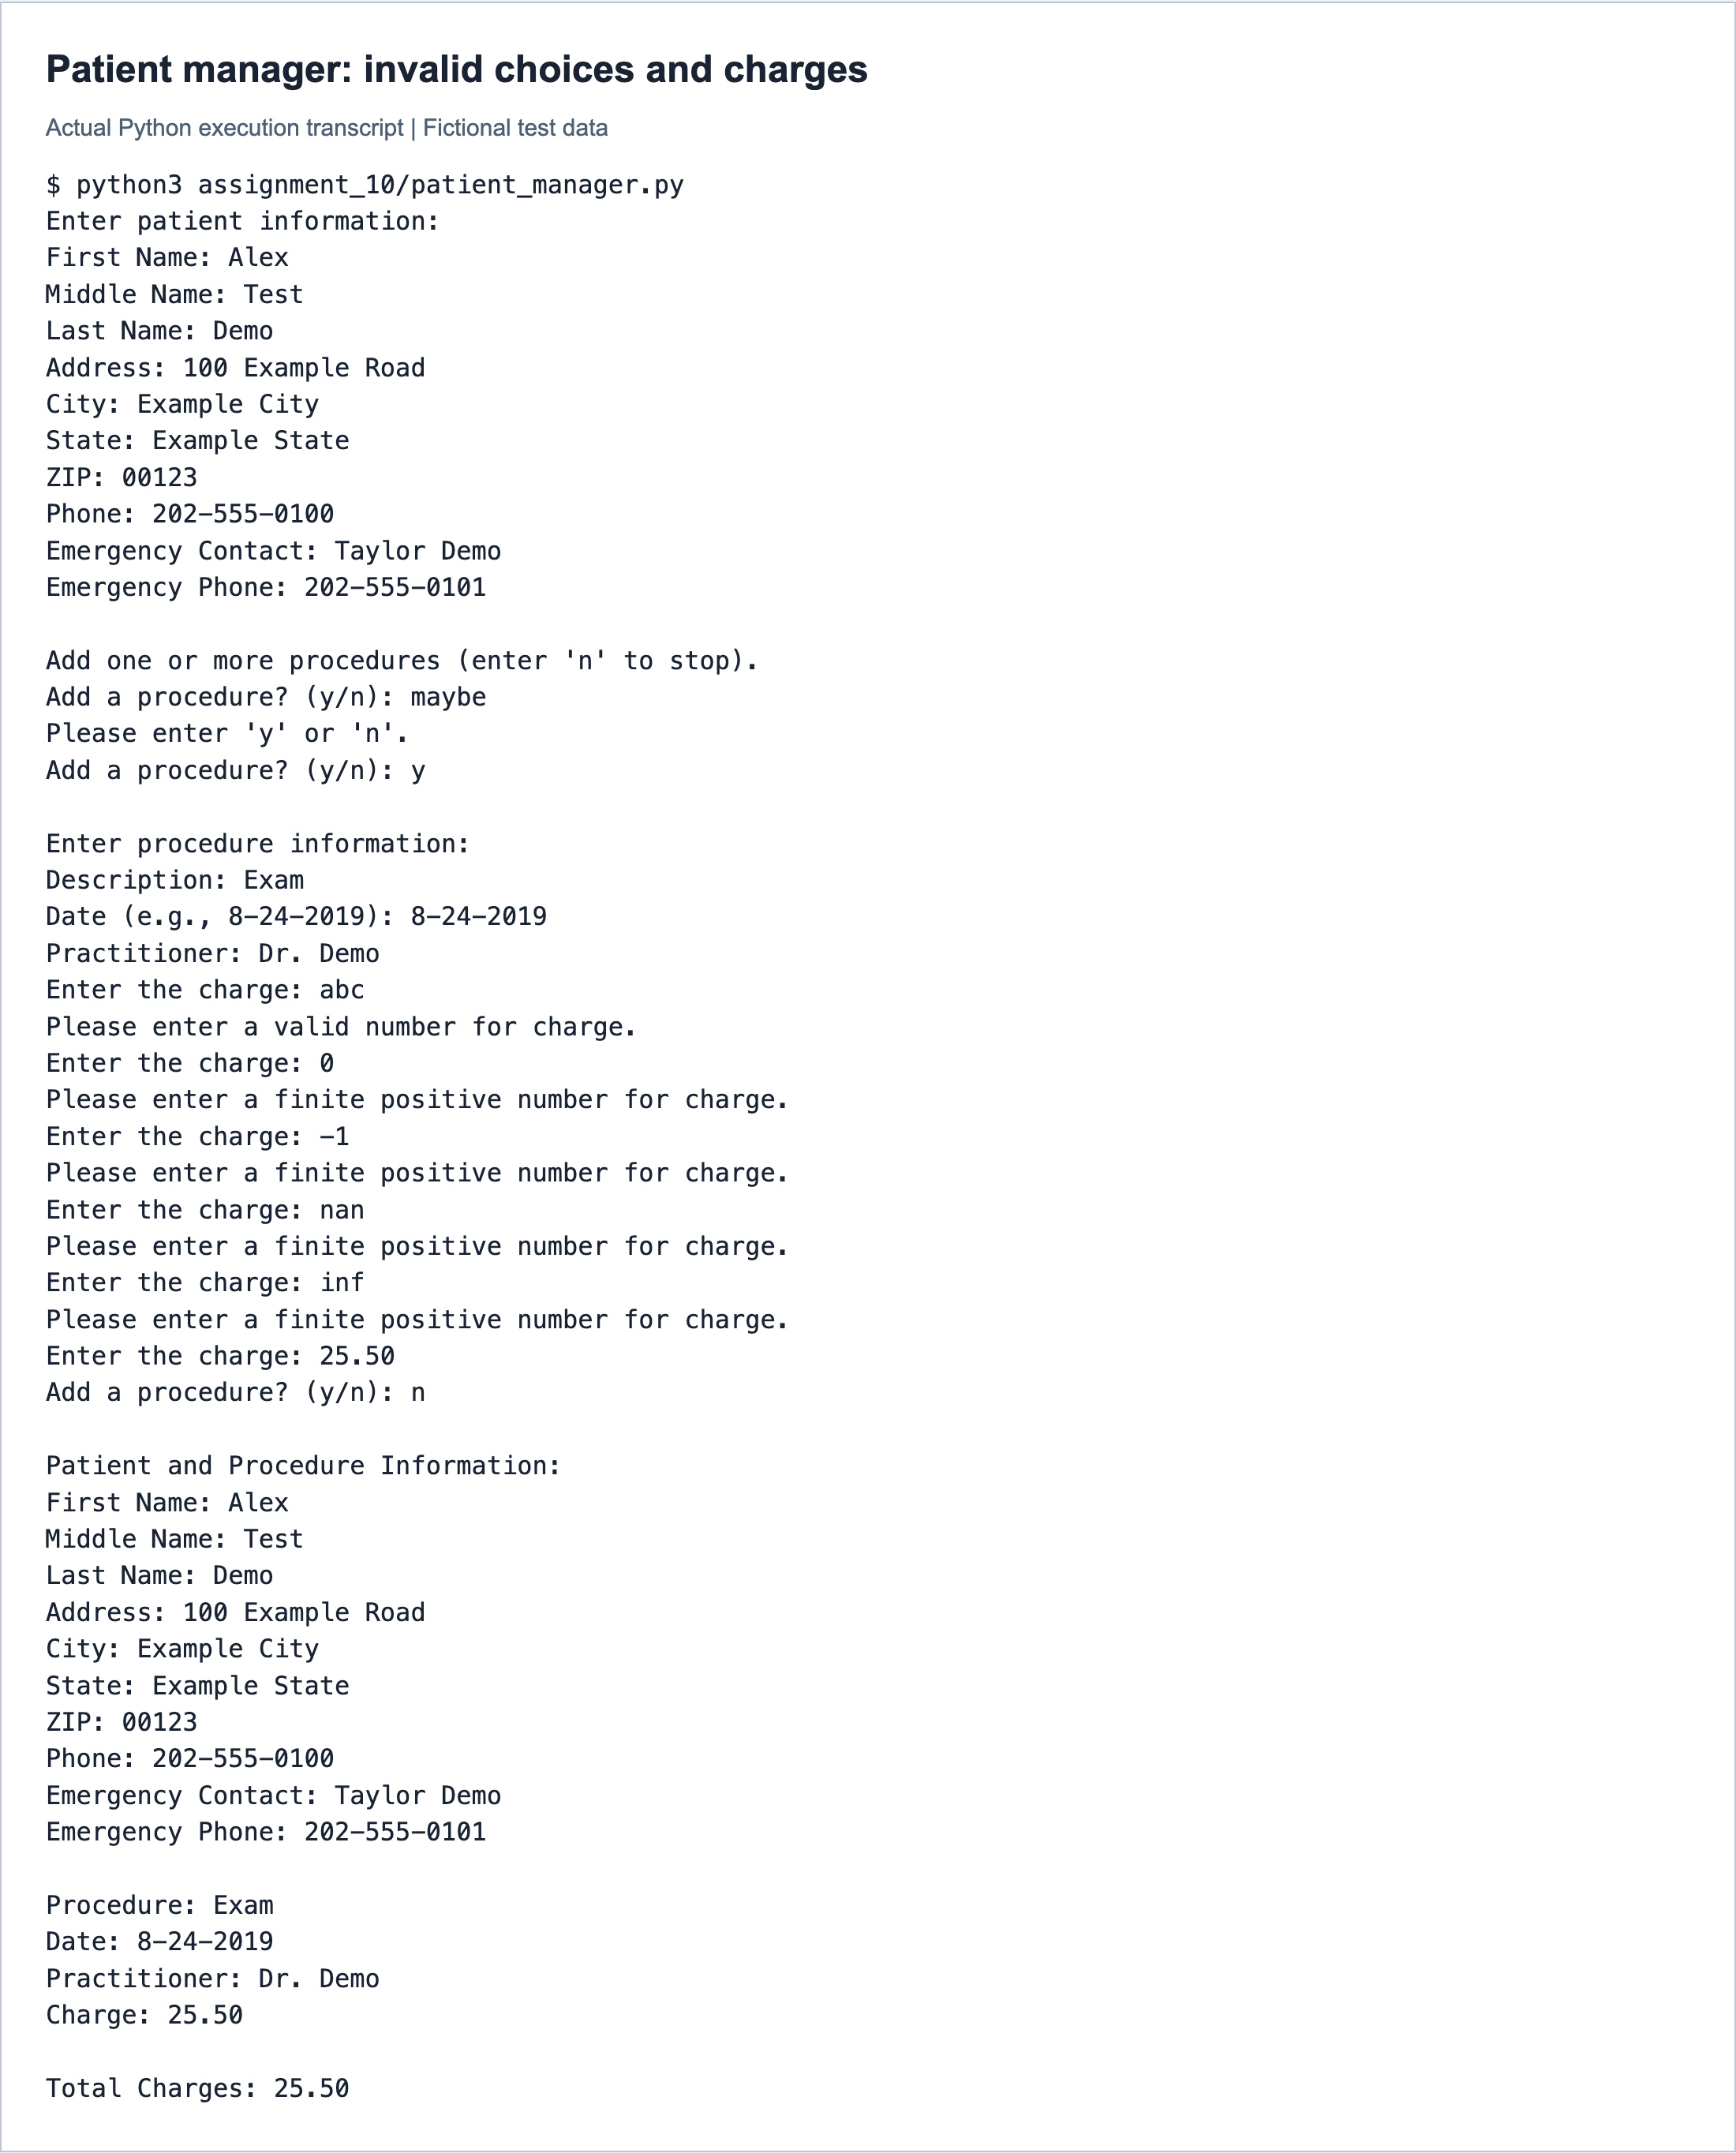 Patient manager: invalid choices and charges
Actual Python execution transcript | Fictional test data
$ python3 assignment_10/patient_manager.py
Enter patient information:
First Name: Alex
Middle Name: Test
Last Name: Demo
Address: 100 Example Road
City: Example City
State: Example State
ZIP: 00123
Phone: 202-555-0100
Emergency Contact: Taylor Demo
Emergency Phone: 202-555-0101
Add one or more procedures (enter 'n' to stop).
Add a procedure? (y/n): maybe
Please enter 'y' or 'n'.
Add a procedure? (y/n): y
Enter procedure information:
Description: Exam
Date (e.g., 8-24-2019): 8-24-2019
Practitioner: Dr. Demo
Enter the charge: abc
Please enter a valid number for charge.
Enter the charge: 0
Please enter a finite positive number for charge.
Enter the charge: -1
Please enter a finite positive number for charge.
Enter the charge: nan
Please enter a finite positive number for charge.
Enter the charge: inf
Please enter a finite positive number for charge.
Enter the charge: 25.50
Add a procedure? (y/n): n
Patient and Procedure Information:
First Name: Alex
Middle Name: Test
Last Name: Demo
Address: 100 Example Road
City: Example City
State: Example State
ZIP: 00123
Phone: 202-555-0100
Emergency Contact: Taylor Demo
Emergency Phone: 202-555-0101
Procedure: Exam
Date: 8-24-2019
Practitioner: Dr. Demo
Charge: 25.50
Total Charges: 25.50